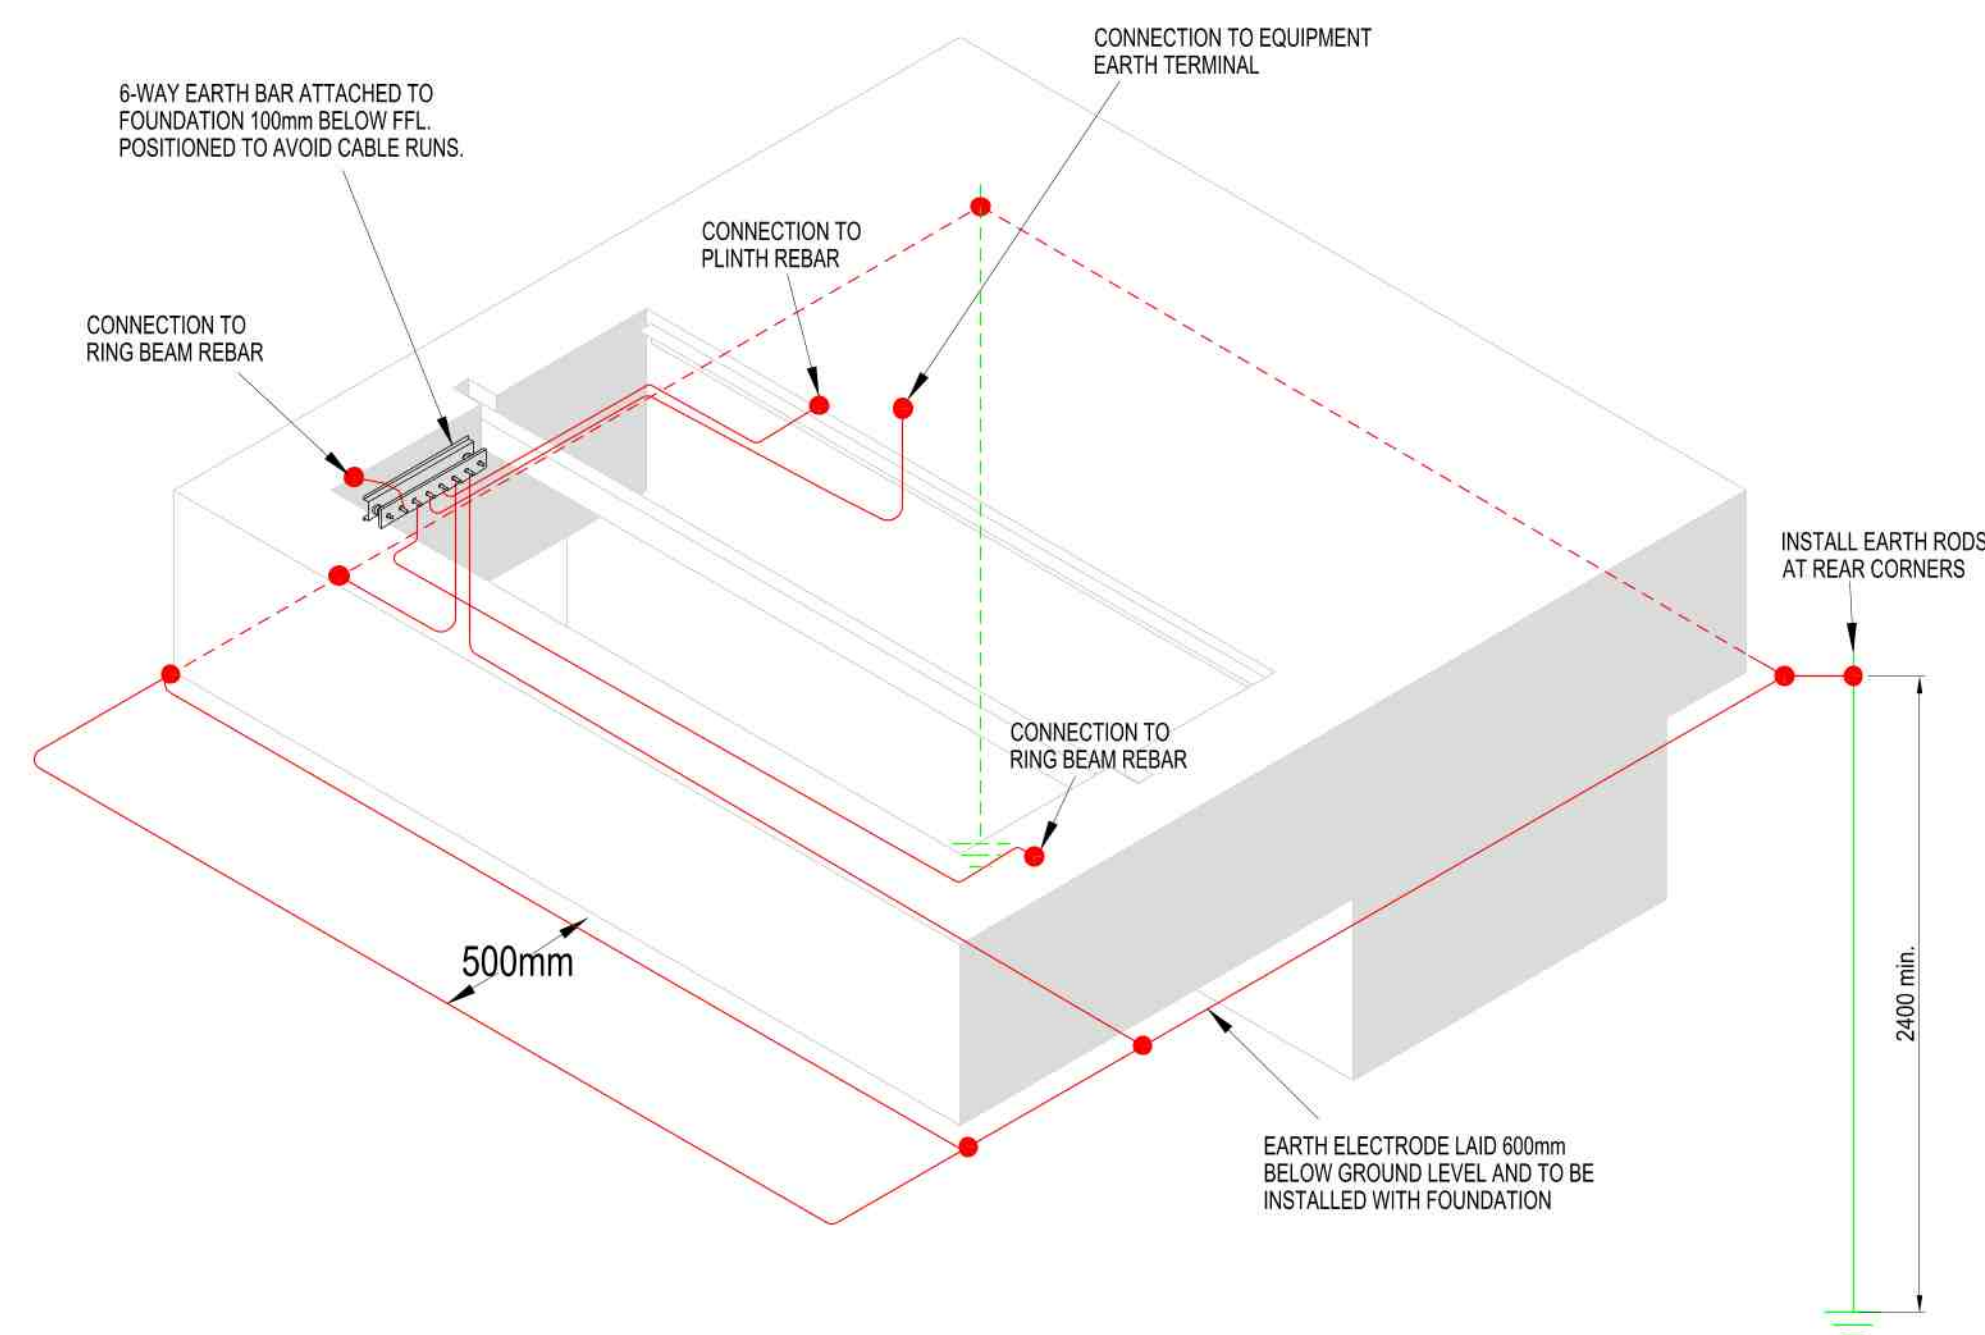 CONNECTION TO EQUIPMENT
EARTH TERMINAL
6-WAY EARTH BAR ATTACHED TO
FOUNDATION 100mm BELOW FFL.
POSITIONED TO AVOID CABLE RUNS.
CONNECTION TO
PLINTH REBAR
CONNECTION TO
RING BEAM REBAR
INSTALL EARTH RODS
AT REAR CORNERS
CONNECTION TO
RING BEAM REBAR
500mm
2400 min.
EARTH ELECTRODE LAID 600mm
BELOW GROUND LEVEL AND TO BE
INSTALLED WITH FOUNDATION